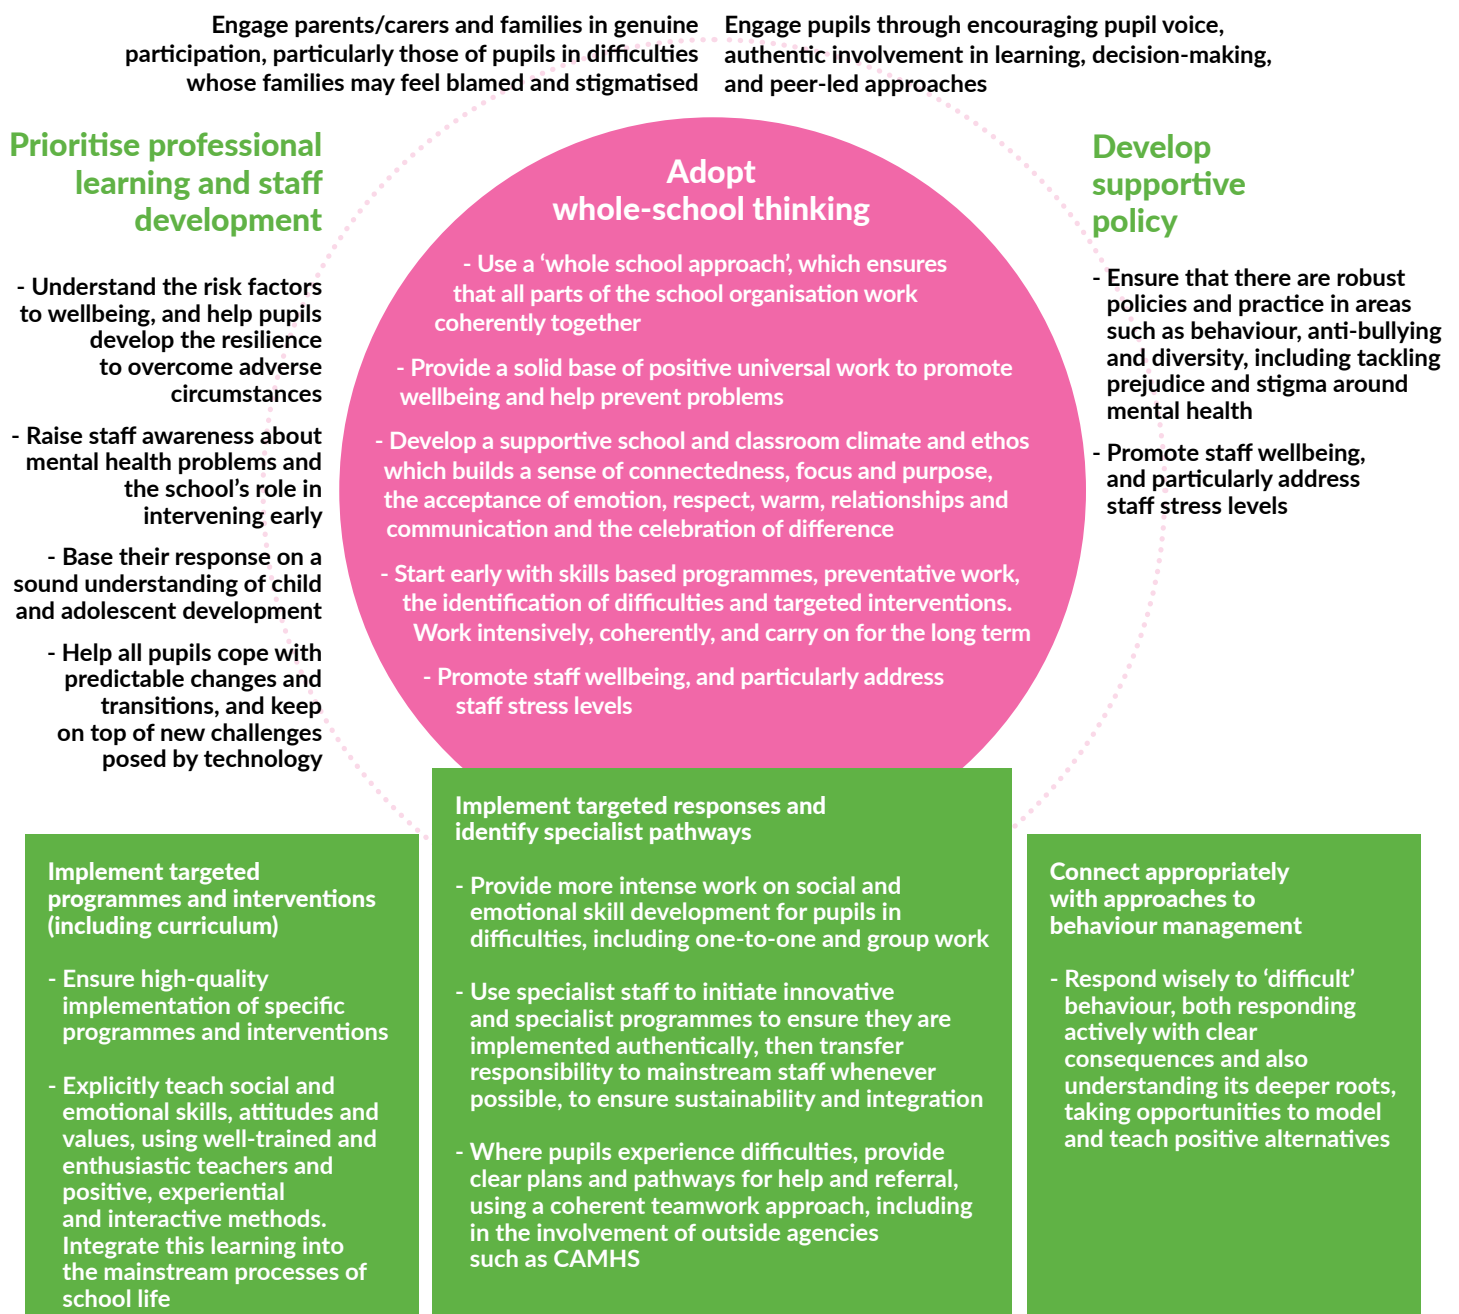 Engage parents/carers and families in genuine
participation, particularly those of pupils in difficulties
whose families may feel blamed and stigmatised
Engage pupils through encouraging pupil voice,
authentic involvement in learning, decision-making,
and peer-led approaches
Prioritise professional
learning and staff
development
- Understand the risk factors
to wellbeing, and help pupils
develop the resilience
to overcome adverse
circumstances
- Raise staff awareness about
mental health problems and
the school’s role in
intervening early
- Base their response on a
sound understanding of child
and adolescent development
- Help all pupils cope with
predictable changes and
transitions, and keep
on top of new challenges
posed by technology
Adopt
whole-school thinking
- Use a ‘whole school approach’, which ensures
that all parts of the school organisation work
coherently together
- Provide a solid base of positive universal work to promote
wellbeing and help prevent problems
- Develop a supportive school and classroom climate and ethos
which builds a sense of connectedness, focus and purpose,
the acceptance of emotion, respect, warm, relationships and
communication and the celebration of difference
- Start early with skills based programmes, preventative work,
the identification of difficulties and targeted interventions.
Work intensively, coherently, and carry on for the long term
- Promote staff wellbeing, and particularly address
staff stress levels
Develop
supportive
policy
- Ensure that there are robust
policies and practice in areas
such as behaviour, anti-bullying
and diversity, including tackling
prejudice and stigma around
mental health
- Promote staff wellbeing,
and particularly address
staff stress levels
Implement targeted
programmes and interventions
(including curriculum)
- Ensure high-quality
implementation of specific
programmes and interventions
- Explicitly teach social and
emotional skills, attitudes and
values, using well-trained and
enthusiastic teachers and
positive, experiential
and interactive methods.
Integrate this learning into
the mainstream processes of
school life
Implement targeted responses and
identify specialist pathways
- Provide more intense work on social and
emotional skill development for pupils in
difficulties, including one-to-one and group work
- Use specialist staff to initiate innovative
and specialist programmes to ensure they are
implemented authentically, then transfer
responsibility to mainstream staff whenever
possible, to ensure sustainability and integration
- Where pupils experience difficulties, provide
clear plans and pathways for help and referral,
using a coherent teamwork approach, including
in the involvement of outside agencies
such as CAMHS
Connect appropriately
with approaches to
behaviour management
- Respond wisely to ‘difficult’
behaviour, both responding
actively with clear
consequences and also
understanding its deeper roots,
taking opportunities to model
and teach positive alternatives